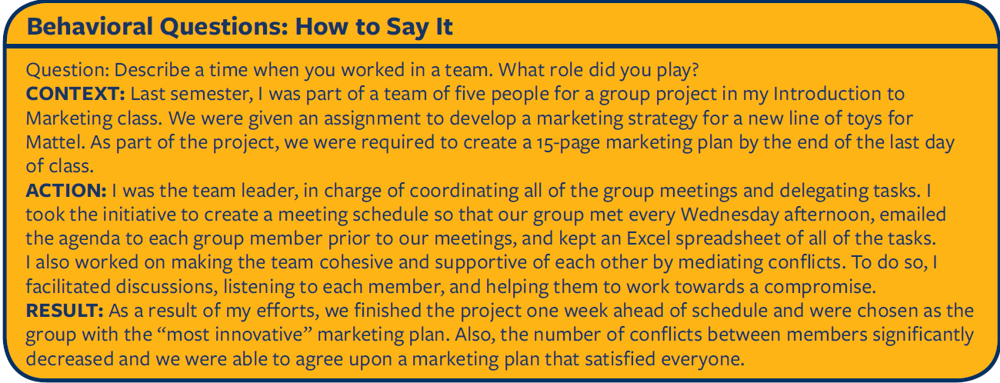 Behavioral Questions: How to Say It
Question: Describe a time when you worked in a team. What role did you play?
CONTEXT: Last semester, I was part of a team of five people for a group project in my Introduction to
Marketing class. We were given an assignment to develop a marketing strategy for a new line of toys for
Mattel. As part of the project, we were required to create a 15-page marketing plan by the end of the last day
of class.
ACTION: I was the team leader, in charge of coordinating all of the group meetings and delegating tasks. I
took the initiative to create a meeting schedule so that our group met every Wednesday afternoon, emailed
the agenda to each group member prior to our meetings, and kept an Excel spreadsheet of all of the tasks.
I also worked on making the team cohesive and supportive of each other by mediating conflicts. To do so, I
facilitated discussions, listening to each member, and helping them to work towards a compromise.
RESULT: As a result of my efforts, we finished the project one week ahead of schedule and were chosen as the
group with the “most innovative” marketing plan. Also, the number of conflicts between members significantly
decreased and we were able to agree upon a marketing plan that satisfied everyone.